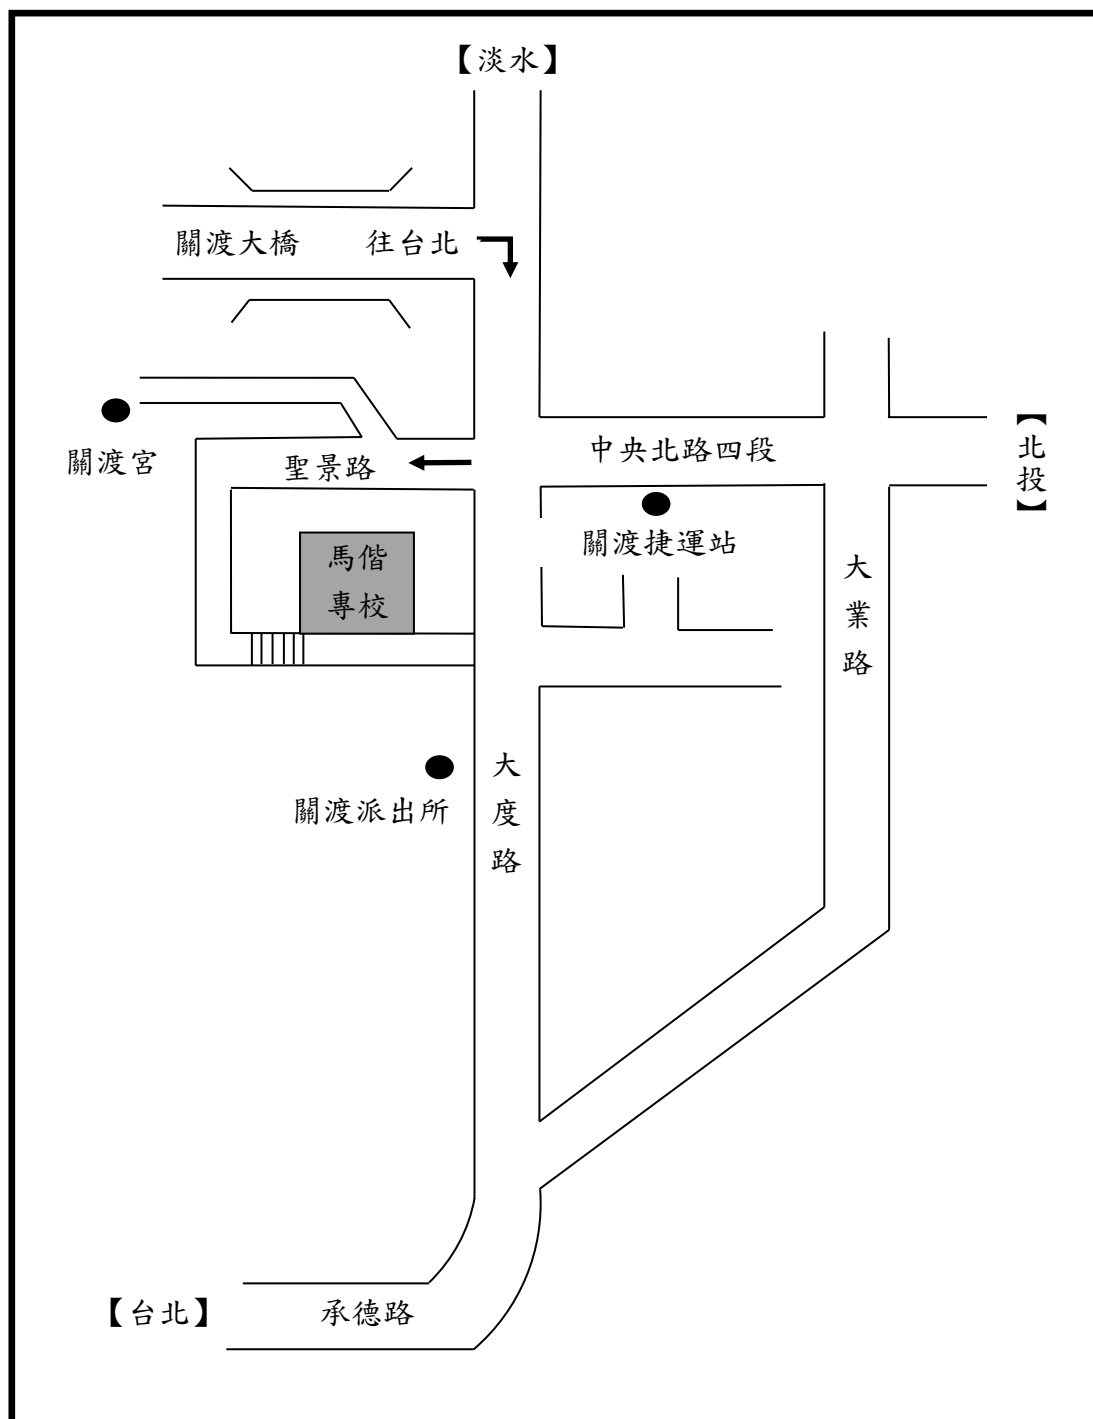 【淡水】
關渡大橋
往台北
關渡宮
聖景路
中央北路四段
【北投】
關渡捷運站
馬偕
專校
大業路
關渡派出所
大度路
【台北】
承德路